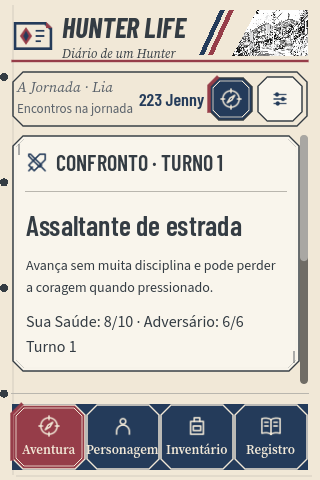 HUNTER LIFE
Diário de um Hunter
A Jornada · Lia
Encontros na jornada
223 Jenny
CONFRONTO · TURNO 1
Assaltante de estrada
Avança sem muita disciplina e pode perder
a coragem quando pressionado.
Sua Saúde: 8/10 · Adversário: 6/6
Turno 1
Aventura
Personagem
Inventário
Registro